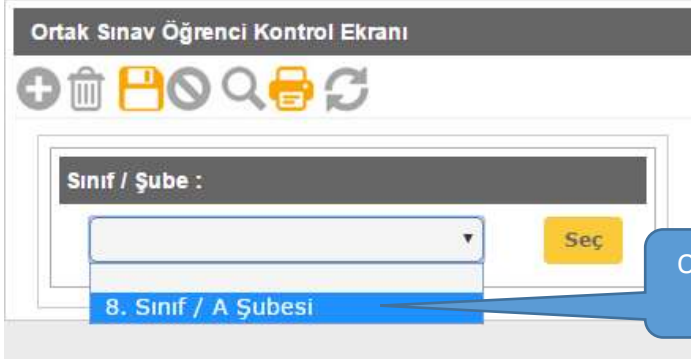 Ortak Sınav Öğrenci Kontrol Ekranı
Sınıf / Şube :
Seç
8. Sınıf / A Şubesi